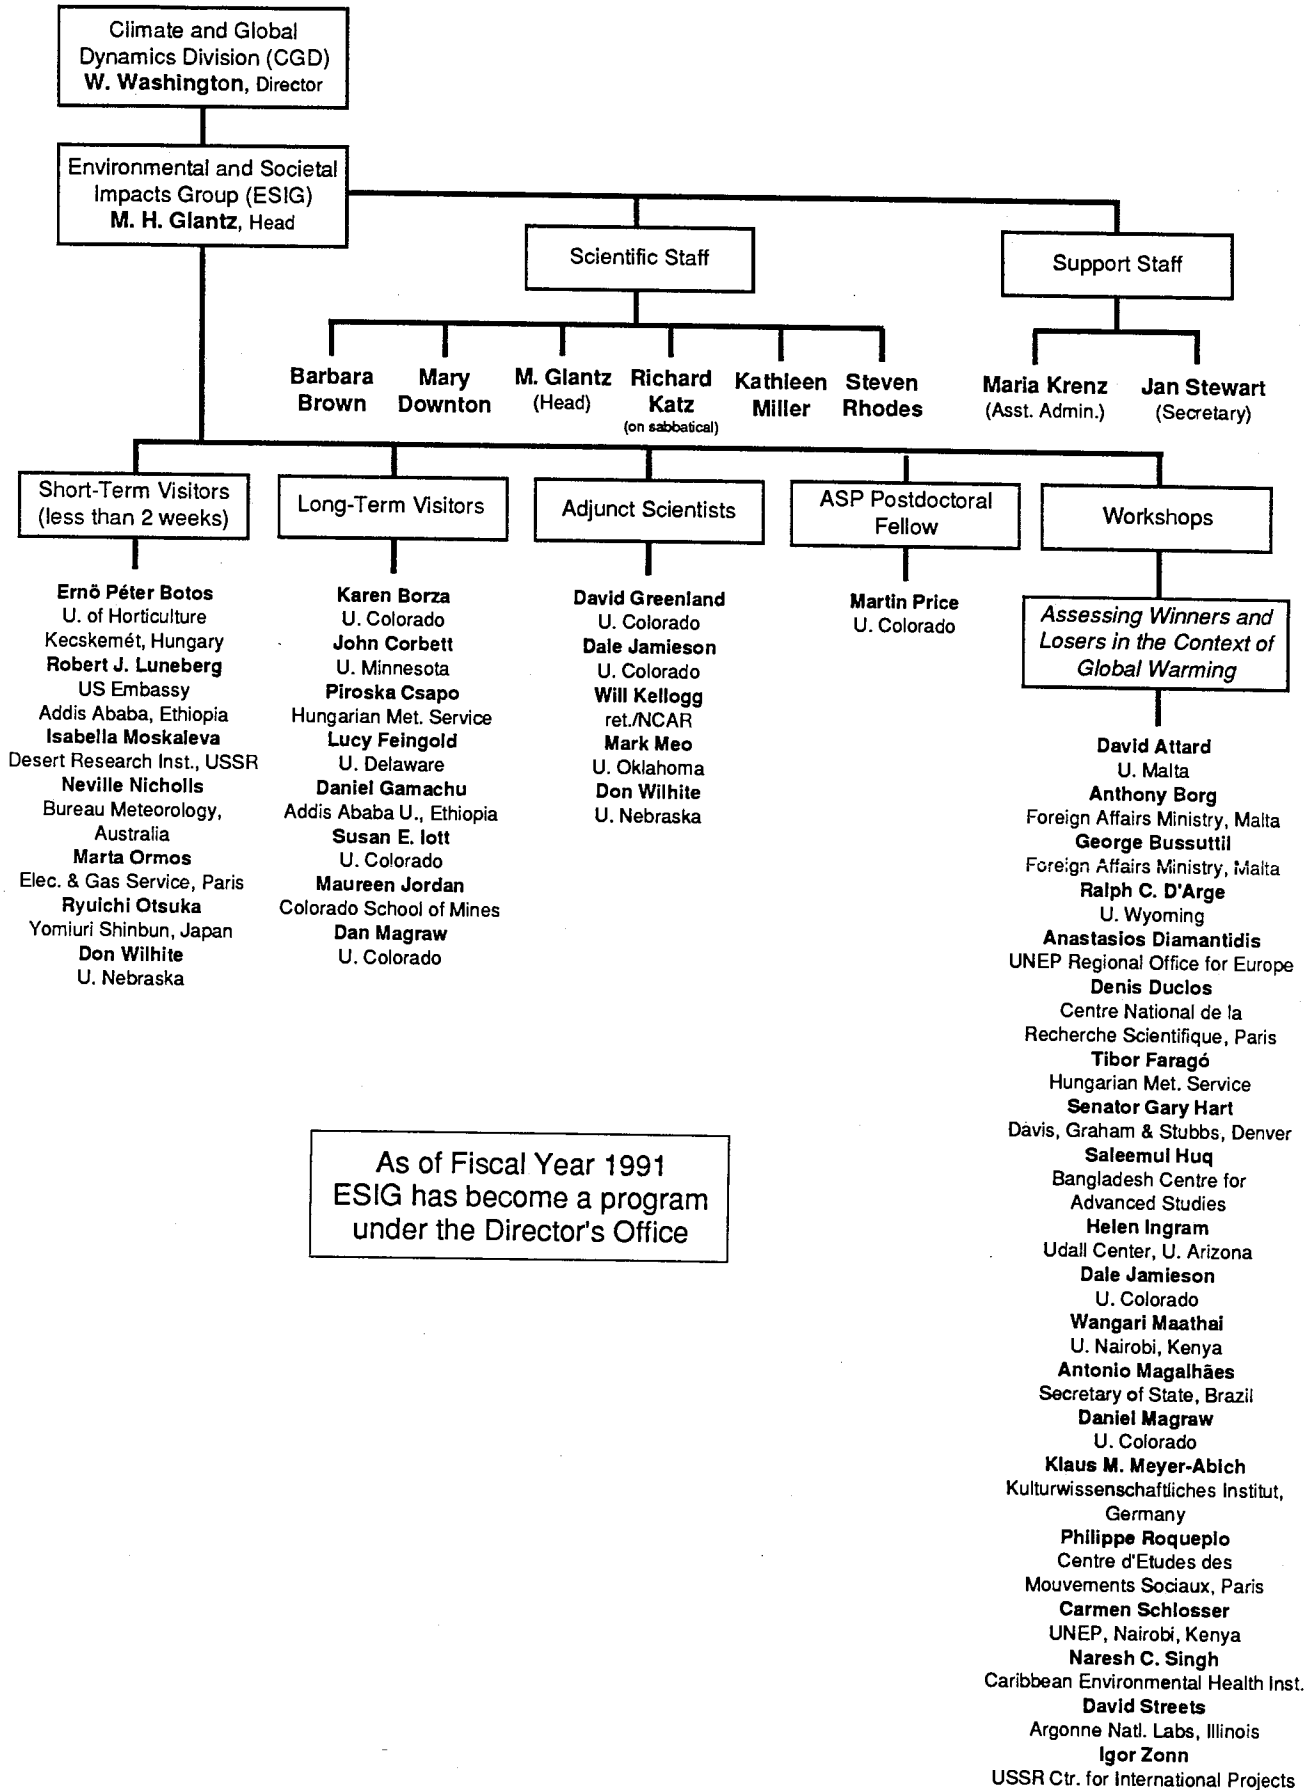 Climate and Global
Dynamics Division (CGD)
W. Washington, Director
Environmental and Societal
Impacts Group (ESIG)
M. H. Glantz, Head
Scientific Staff
Support Staff
Barbara
Brown
Mary
Downton
M. Glantz
(Head)
Richard
Katz
(on sabbatical)
Kathleen
Miller
Steven
Rhodes
Maria Krenz
(Asst. Admin.)
Jan Stewart
(Secretary)
Short-Term Visitors
(less than 2 weeks)
Ernö Péter Botos
U. of Horticulture
Kecskemét, Hungary
Robert J. Luneberg
US Embassy
Addis Ababa, Ethiopia
Isabella Moskaleva
Desert Research Inst., USSR
Neville Nicholls
Bureau Meteorology,
Australia
Marta Ormos
Elec. & Gas Service, Paris
Ryuichi Otsuka
Yomiuri Shinbun, Japan
Don Wilhite
U. Nebraska
Long-Term Visitors
Karen Borza
U. Colorado
John Corbett
U. Minnesota
Piroska Csapo
Hungarian Met. Service
Lucy Feingold
U. Delaware
Daniel Gamachu
Addis Ababa U., Ethiopia
Susan E. Iott
U. Colorado
Maureen Jordan
Colorado School of Mines
Dan Magraw
U. Colorado
Adjunct Scientists
David Greenland
U. Colorado
Dale Jamieson
U. Colorado
Will Kellogg
ret./NCAR
Mark Meo
U. Oklahoma
Don Wilhite
U. Nebraska
ASP Postdoctoral
Fellow
Martin Price
U. Colorado
Workshops
Assessing Winners and
Losers in the Context of
Global Warming
David Attard
U. Malta
Anthony Borg
Foreign Affairs Ministry, Malta
George Bussuttil
Foreign Affairs Ministry, Malta
Ralph C. D'Arge
U. Wyoming
Anastasios Diamantidis
UNEP Regional Office for Europe
Denis Duclos
Centre National de la
Recherche Scientifique, Paris
Tibor Faragó
Hungarian Met. Service
Senator Gary Hart
Davis, Graham & Stubbs, Denver
Saleemul Huq
Bangladesh Centre for
Advanced Studies
Helen Ingram
Udall Center, U. Arizona
Dale Jamieson
U. Colorado
Wangari Maathai
U. Nairobi, Kenya
Antonio Magalhães
Secretary of State, Brazil
Daniel Magraw
U. Colorado
Klaus M. Meyer-Abich
Kulturwissenschaftliches Institut,
Germany
Philippe Roqueplo
Centre d'Etudes des
Mouvements Sociaux, Paris
Carmen Schlosser
UNEP, Nairobi, Kenya
Naresh C. Singh
Caribbean Environmental Health Inst.
David Streets
Argonne Natl. Labs, Illinois
Igor Zonn
USSR Ctr. for International Projects
As of Fiscal Year 1991
ESIG has become a program
under the Director's Office